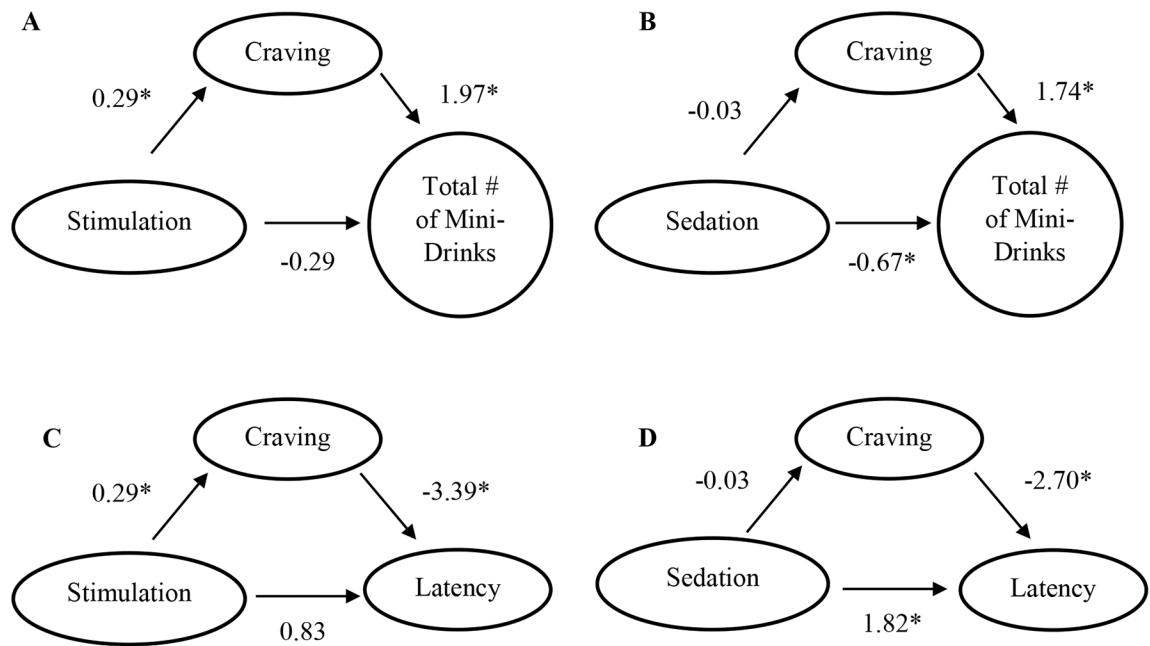 A
Craving
0.29*
1.97*
Stimulation
Total #
of Mini-
Drinks
-0.29
B
Craving
-0.03
1.74*
Sedation
Total #
of Mini-
Drinks
-0.67*
C
Craving
0.29*
-3.39*
Stimulation
Latency
0.83
D
Craving
-0.03
-2.70*
Sedation
Latency
1.82*